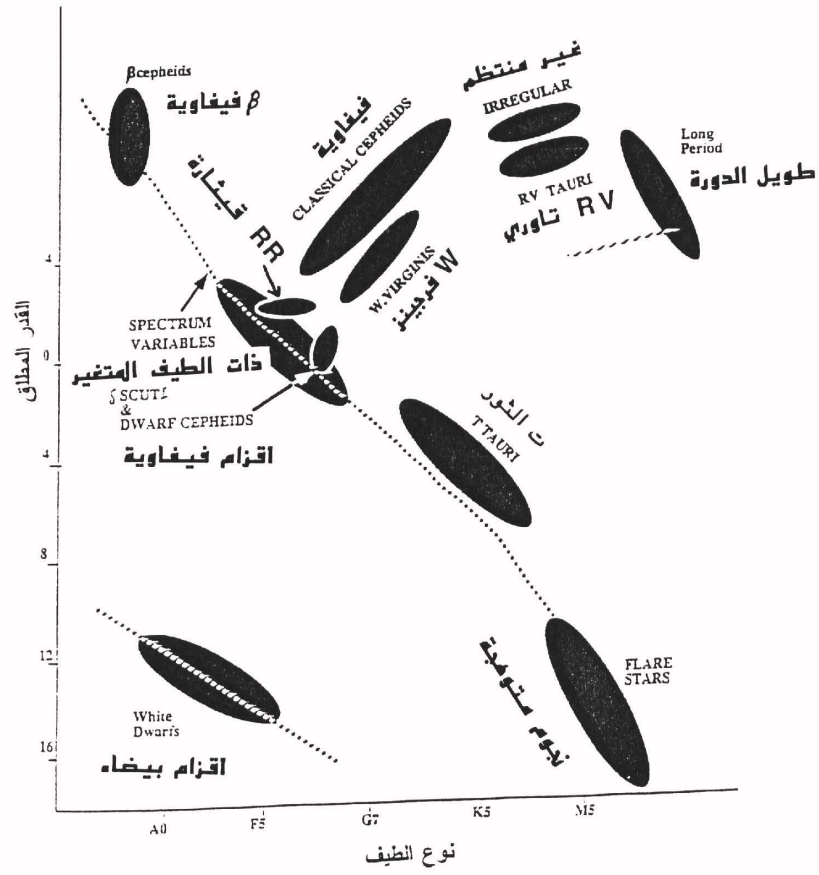 βcepheids
β فيفاوية
غير منتظم
IRREGULAR
فيفاوية
CLASSICAL CEPHEIDS
RV TAURI
RV تاوري
Long
Period
طويل الدورة
RR قيثارة
W. VIRGINIS
W فرجينز
SPECTRUM
VARIABLES
ذات الطيف المتغير
δ SCUTI
&
DWARF CEPHEIDS
اقزام فيفاوية
ت الثور
T TAURI
نجوم متوهجة
FLARE
STARS
White
Dwarfs
اقزام بيضاء
القدر المطلق
4
0
4
8
12
16
A0
F5
G7
K5
M5
نوع الطيف